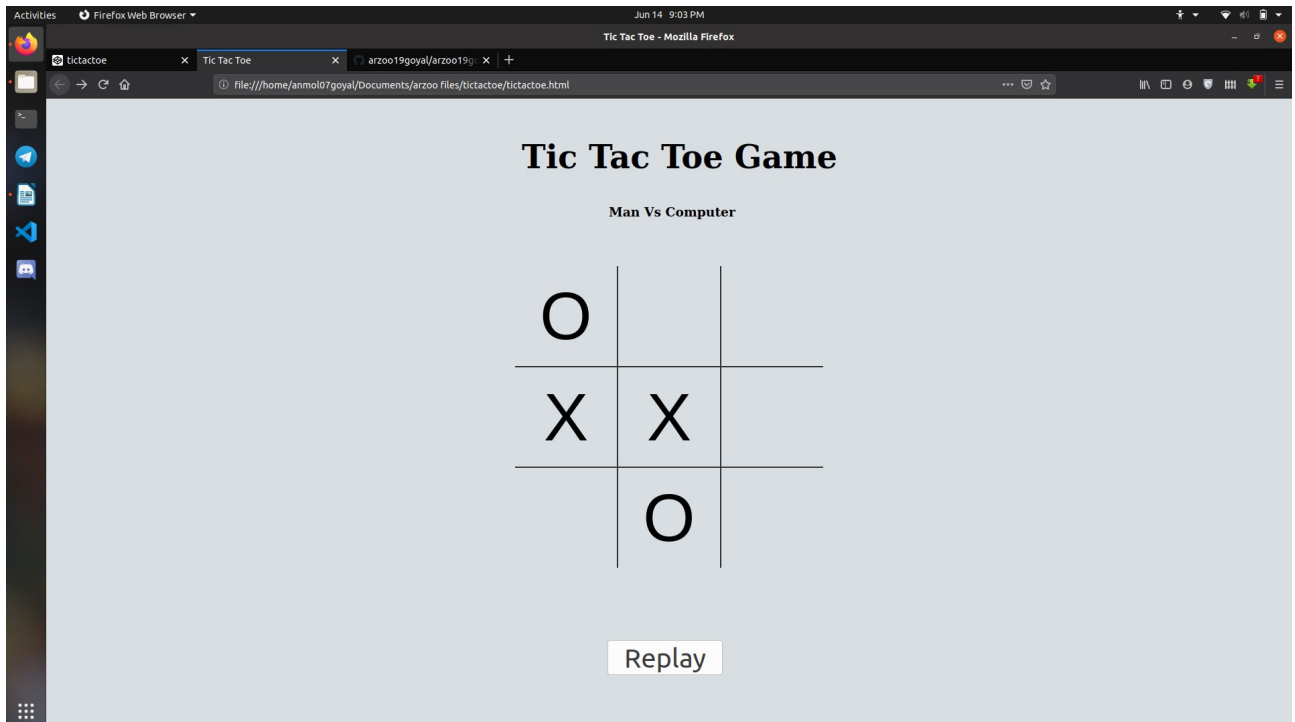 Activities Firefox Web Browser Jun 14 9:03 PM
Tic Tac Toe - Mozilla Firefox
tictactoe Tic Tac Toe arzoo19goyal/arzoo19g
file:///home/anmol07goyal/Documents/arzoo files/tictactoe/tictactoe.html
Tic Tac Toe Game
Man Vs Computer
O
X X
O
Replay